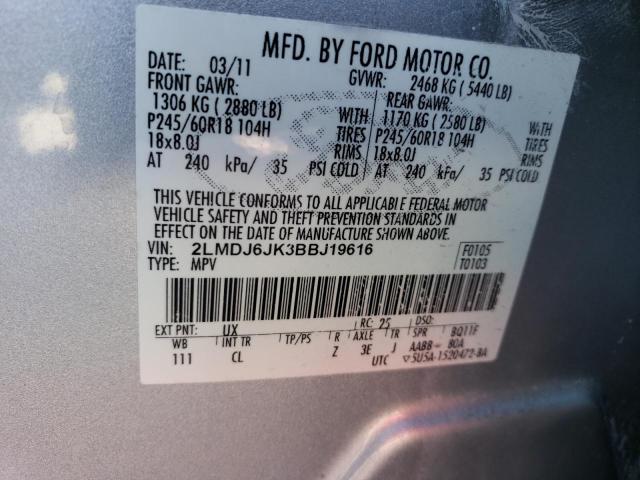 MFD. BY FORD MOTOR CO.
DATE: 03/11 GVWR: 2468 KG ( 5440 LB)
FRONT GAWR: REAR GAWR:
1306 KG ( 2880 LB) WITH 1170 KG ( 2580 LB) WITH
P245/60R18 104H TIRES P245/60R18 104H TIRES
18x8.0J RIMS 18x8.0J RIMS
AT 240 kPa/ 35 PSI COLD AT 240 kPa/ 35 PSI COLD
THIS VEHICLE CONFORMS TO ALL APPLICABLE FEDERAL MOTOR
VEHICLE SAFETY AND THEFT PREVENTION STANDARDS IN
EFFECT ON THE DATE OF MANUFACTURE SHOWN ABOVE.
VIN: 2LMDJ6JK3BBJ19616 F0105
TYPE: MPV T0103
EXT PNT: UX RC: 25 DSO:
WB INT TR TP/PS R AXLE TR SPR BQ11F
111 CL Z 3E J AABB 80A
UTC 5U5A-1520472-BA